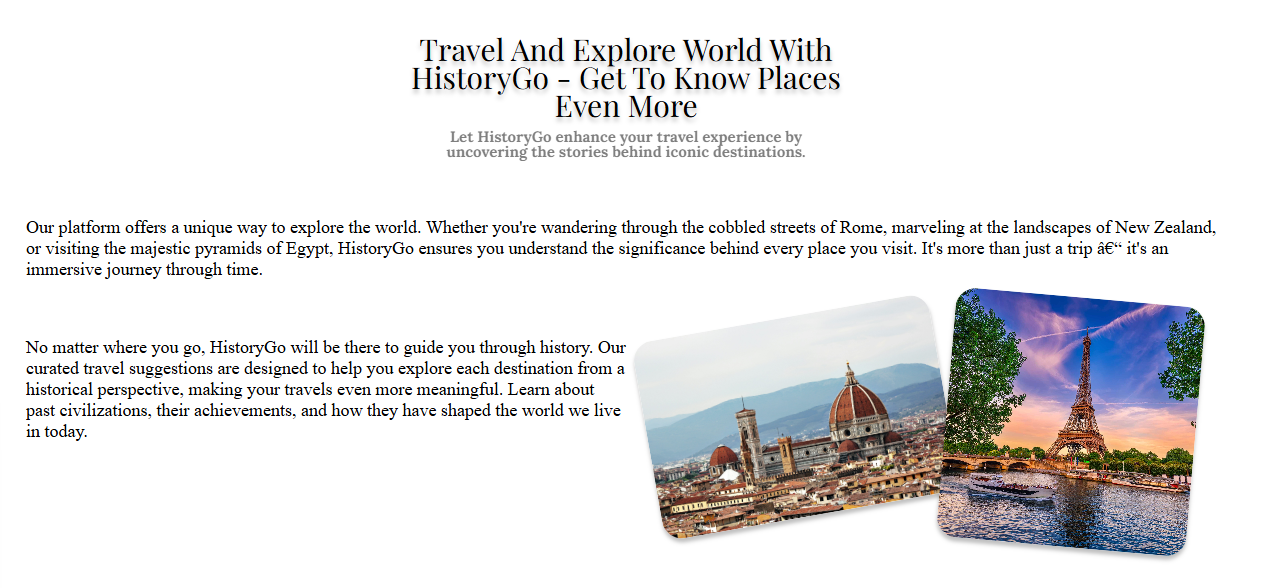 Travel And Explore World With
HistoryGo - Get To Know Places
Even More
Let HistoryGo enhance your travel experience by
uncovering the stories behind iconic destinations.
Our platform offers a unique way to explore the world. Whether you're wandering through the cobbled streets of Rome, marveling at the landscapes of New Zealand,
or visiting the majestic pyramids of Egypt, HistoryGo ensures you understand the significance behind every place you visit. It's more than just a trip â€“ it's an
immersive journey through time.
No matter where you go, HistoryGo will be there to guide you through history. Our
curated travel suggestions are designed to help you explore each destination from a
historical perspective, making your travels even more meaningful. Learn about
past civilizations, their achievements, and how they have shaped the world we live
in today.